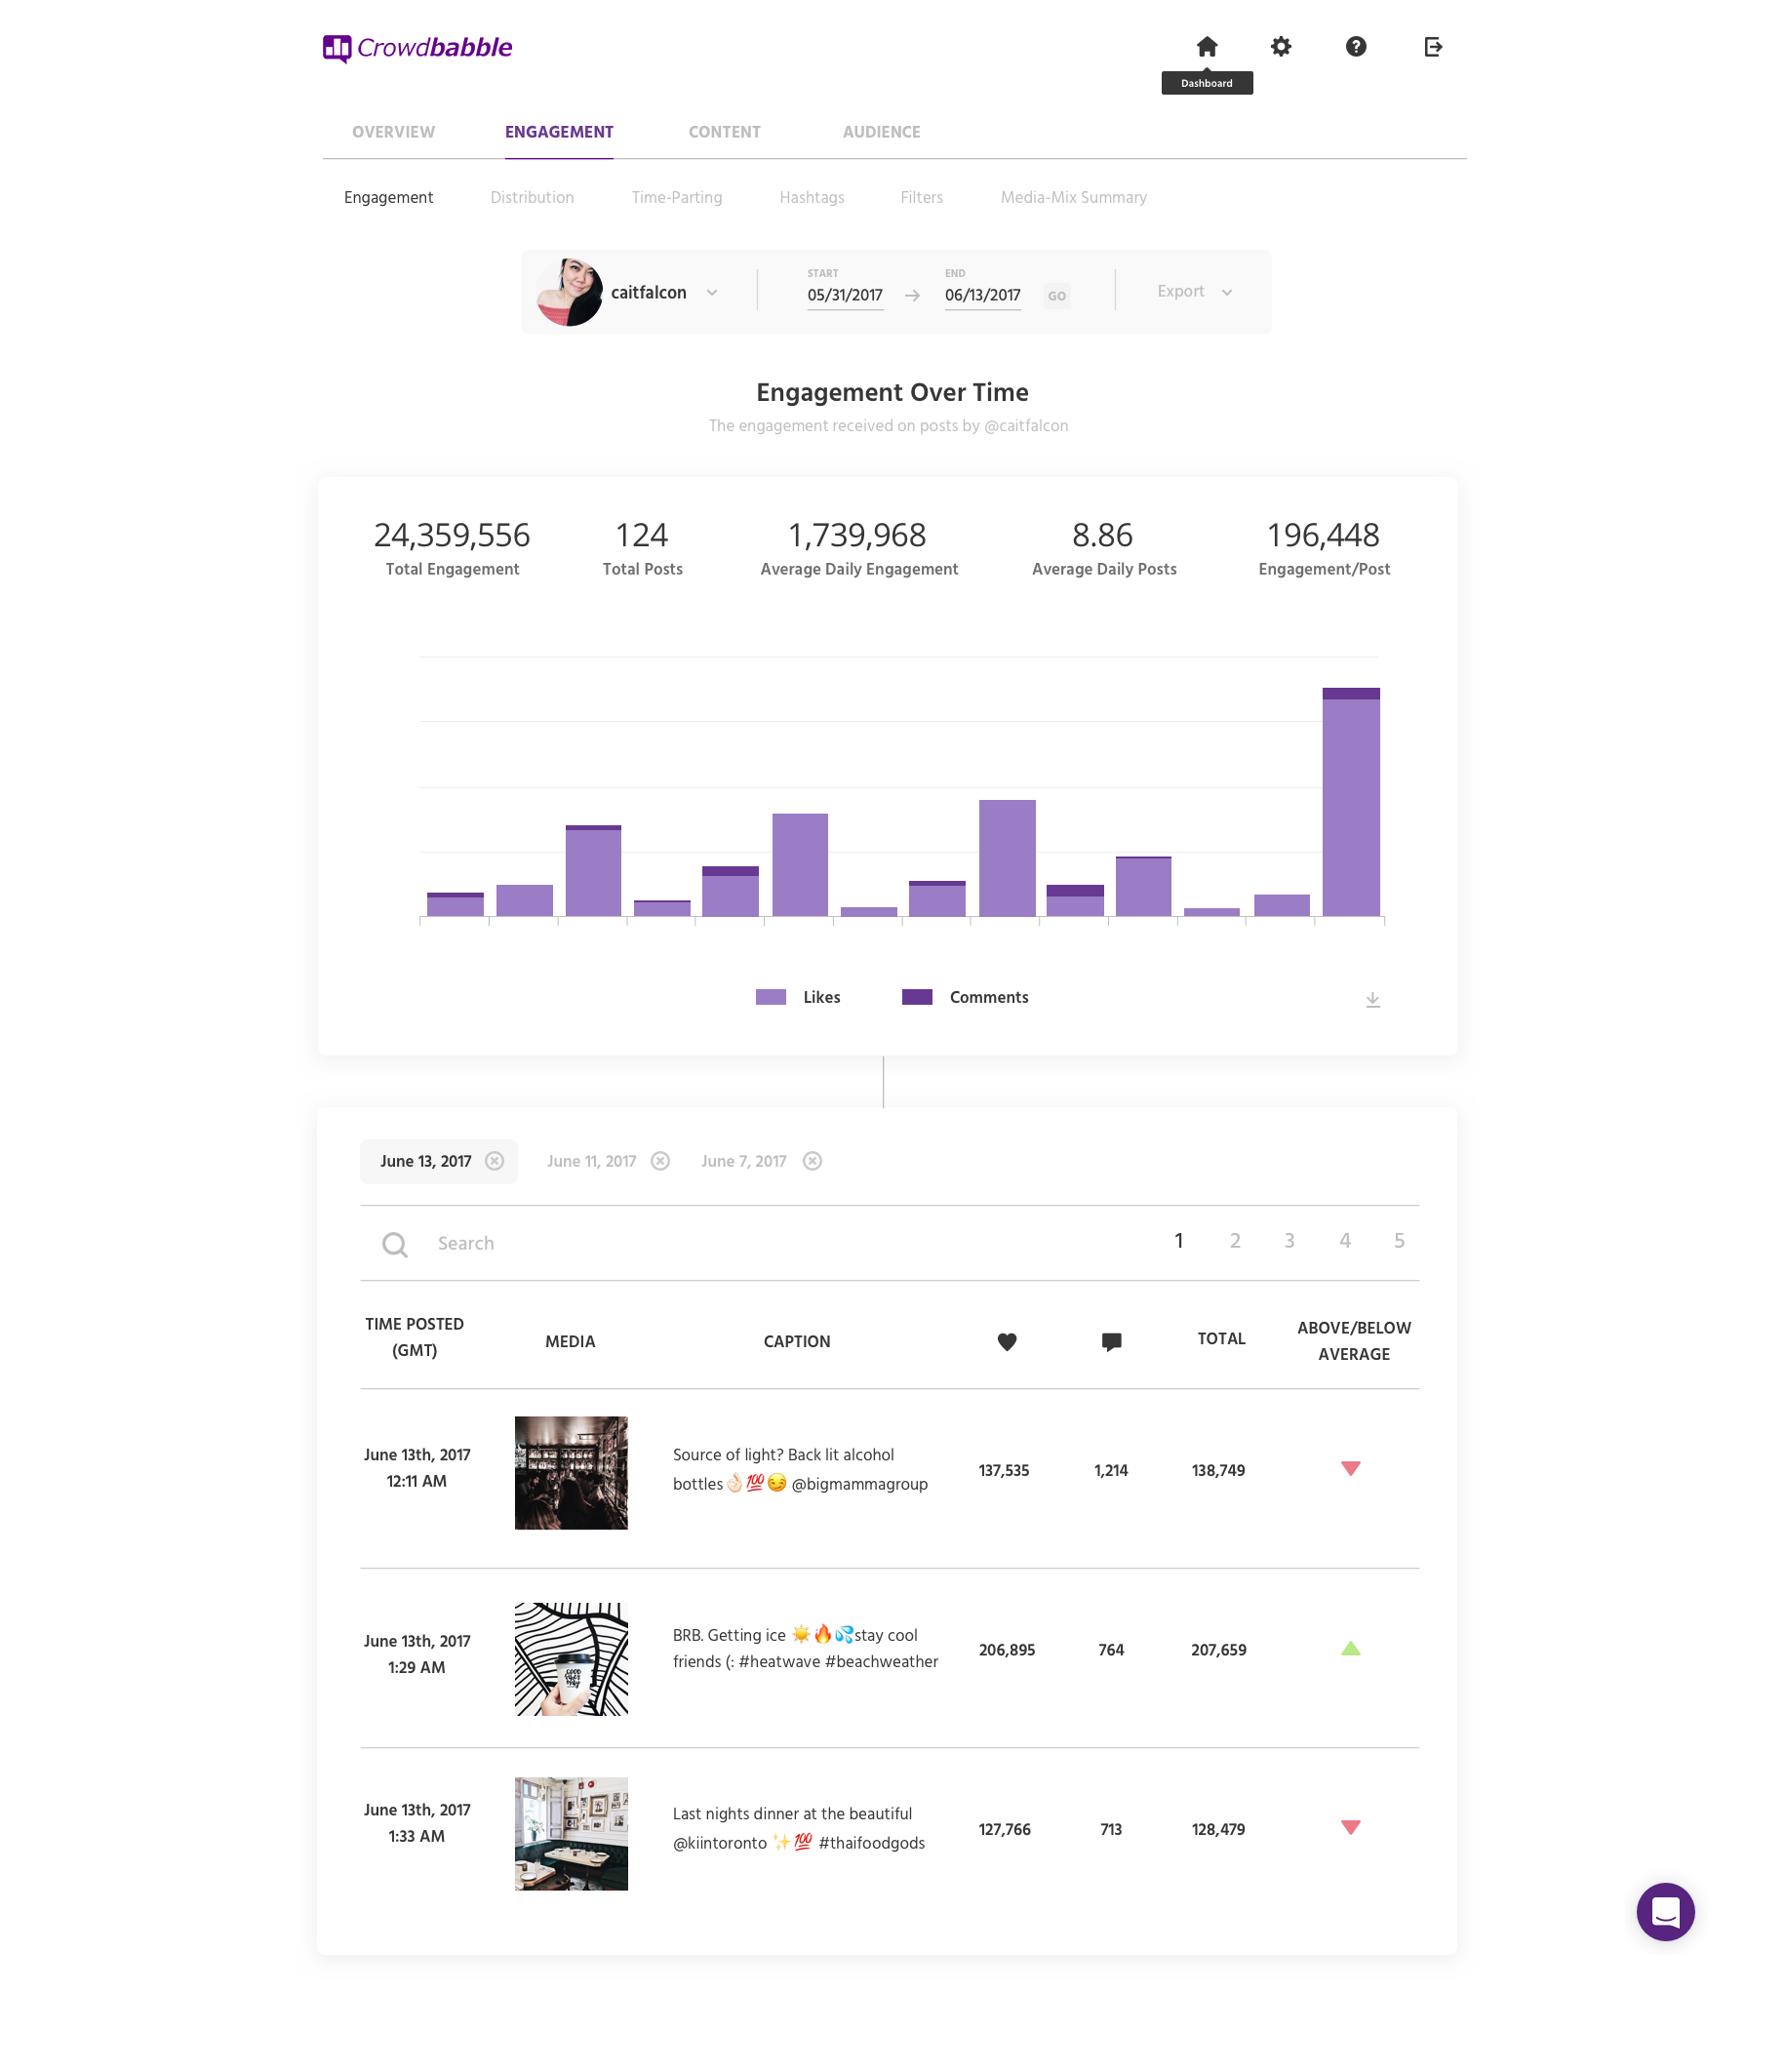 Crowdbabble
Dashboard
OVERVIEW ENGAGEMENT CONTENT AUDIENCE
Engagement Distribution Time-Parting Hashtags Filters Media-Mix Summary
caitfalcon START 05/31/2017 → END 06/13/2017 GO Export
Engagement Over Time
The engagement received on posts by @caitfalcon
24,359,556 124 1,739,968 8.86 196,448
Total Engagement Total Posts Average Daily Engagement Average Daily Posts Engagement/Post
Likes Comments
June 13, 2017 June 11, 2017 June 7, 2017
Search 1 2 3 4 5
TIME POSTED
(GMT)
MEDIA CAPTION TOTAL
ABOVE/BELOW
AVERAGE
June 13th, 2017
12:11 AM
Source of light? Back lit alcohol
bottles👌🏻💯😏 @bigmammagroup
137,535 1,214 138,749
June 13th, 2017
1:29 AM
BRB. Getting ice ☀️🔥💦stay cool
friends (: #heatwave #beachweather
206,895 764 207,659
June 13th, 2017
1:33 AM
Last nights dinner at the beautiful
@kiintoronto ✨💯 #thaifoodgods
127,766 713 128,479